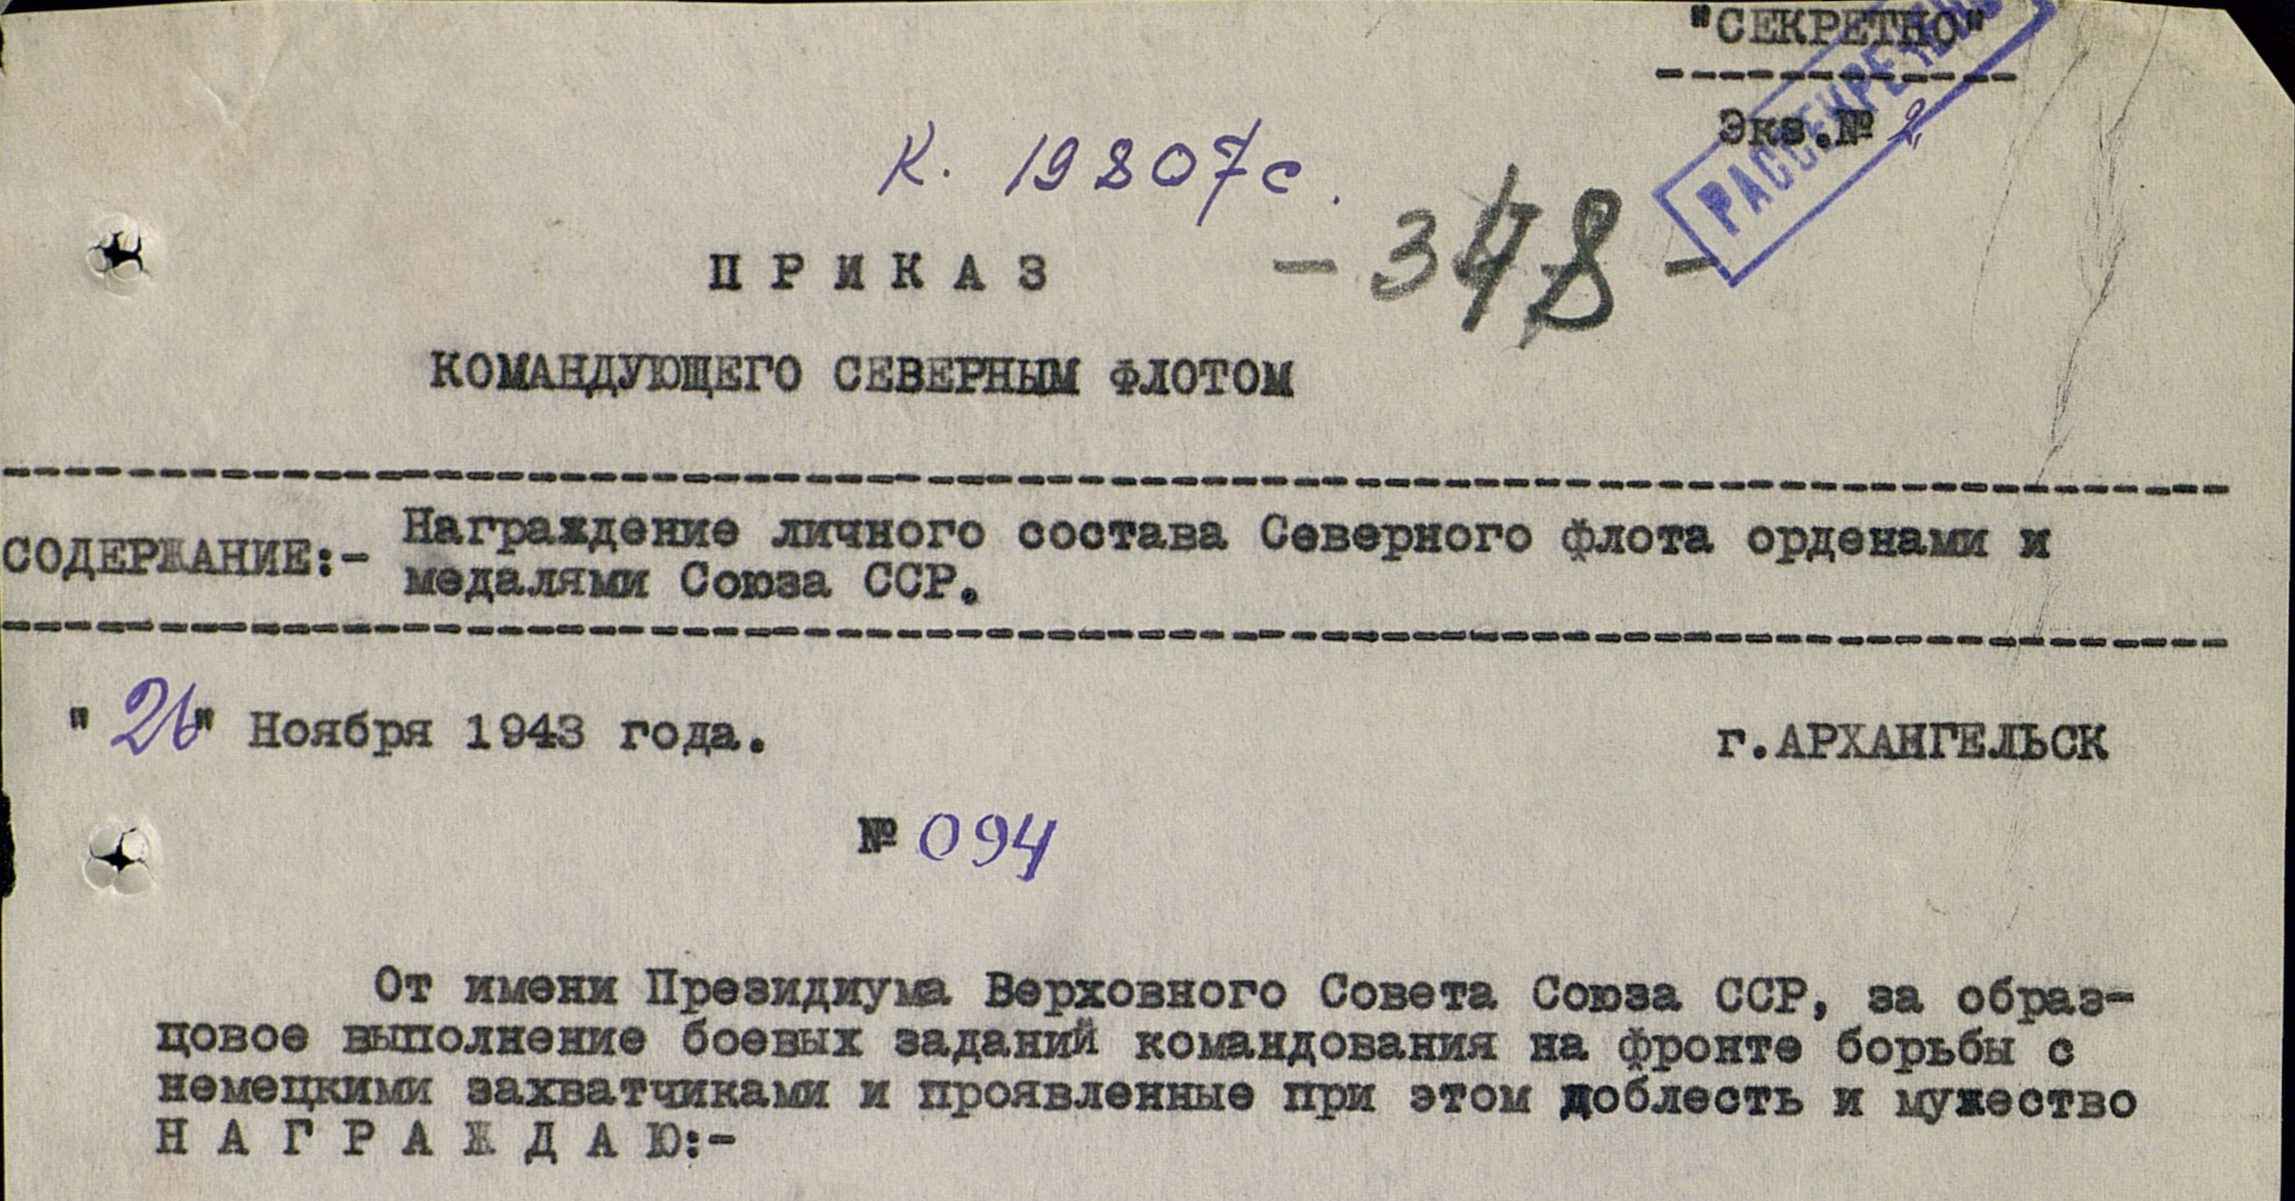 "СЕКРЕТНО"
РАССЕКРЕЧЕНО
Экз.№ 2
К. 19807с.
П Р И К А З
- 348 -
КОМАНДУЮЩЕГО СЕВЕРНЫМ ФЛОТОМ
СОДЕРЖАНИЕ:- Награждение личного состава Северного флота орденами и
медалями Союза ССР.
"26" Ноября 1943 года.
г.АРХАНГЕЛЬСК
№ 094
От имени Президиума Верховного Совета Союза ССР, за образ-
цовое выполнение боевых заданий командования на фронте борьбы с
немецкими захватчиками и проявленные при этом доблесть и мужество
Н А Г Р А Ж Д А Ю:-